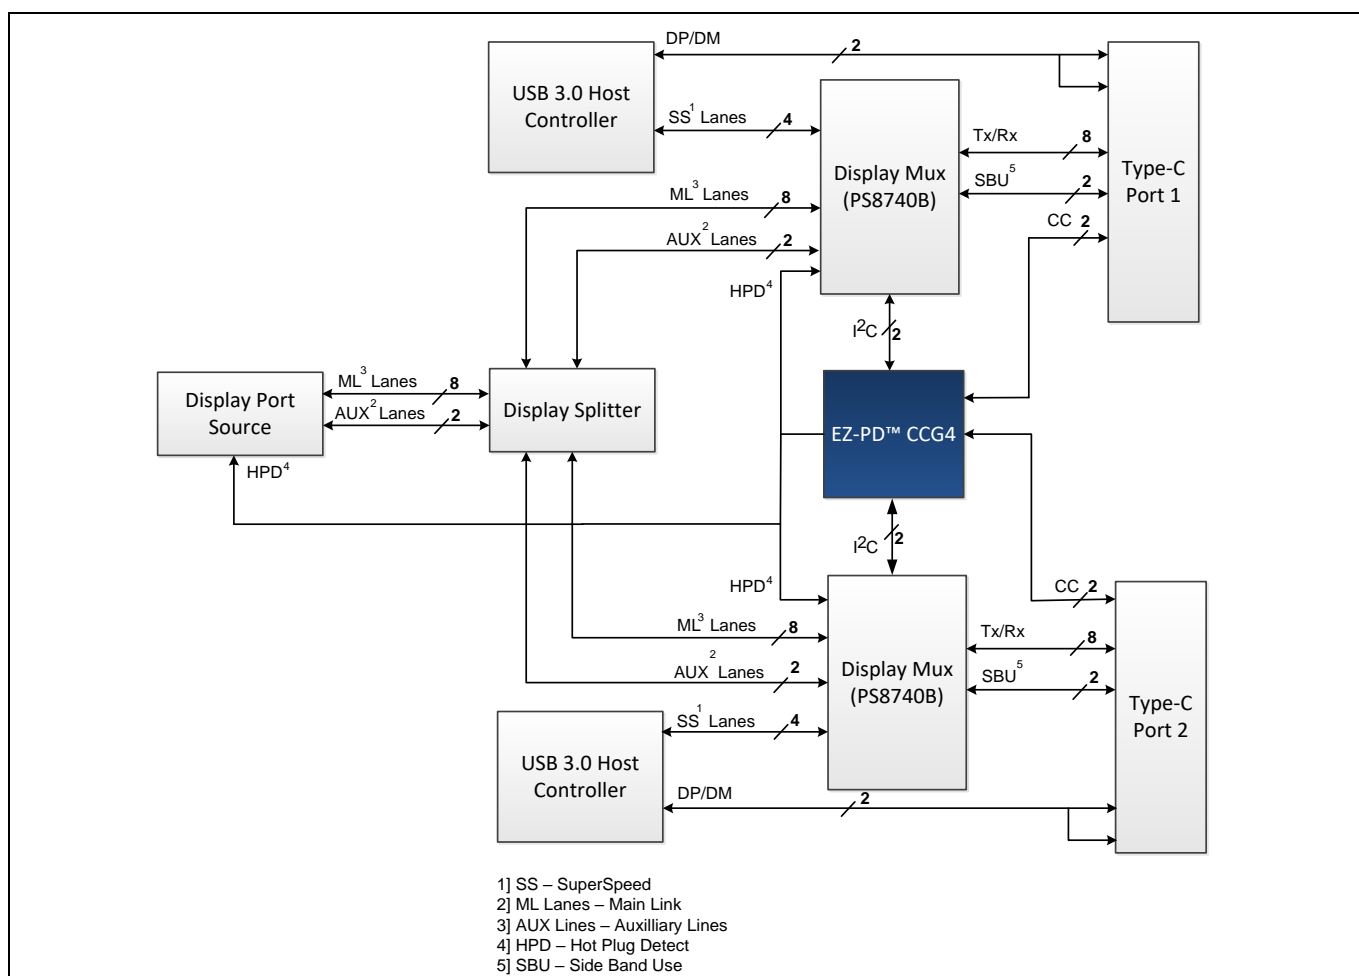 DP/DM
2
USB 3.0 Host
Controller
SS¹ Lanes
4
ML³ Lanes
8
AUX² Lanes
2
HPD⁴
Display Mux
(PS8740B)
Tx/Rx
8
SBU⁵
2
CC
2
Type-C
Port 1
I²C
2
Display Port
Source
ML³ Lanes
8
AUX² Lanes
2
HPD⁴
Display Splitter
EZ-PD™ CCG4
I²C
2
HPD⁴
ML³ Lanes
8
AUX² Lanes
2
SS¹ Lanes
4
Display Mux
(PS8740B)
CC
2
Tx/Rx
8
SBU⁵
2
Type-C
Port 2
USB 3.0 Host
Controller
DP/DM
2
1] SS – SuperSpeed
2] ML Lanes – Main Link
3] AUX Lines – Auxilliary Lines
4] HPD – Hot Plug Detect
5] SBU – Side Band Use